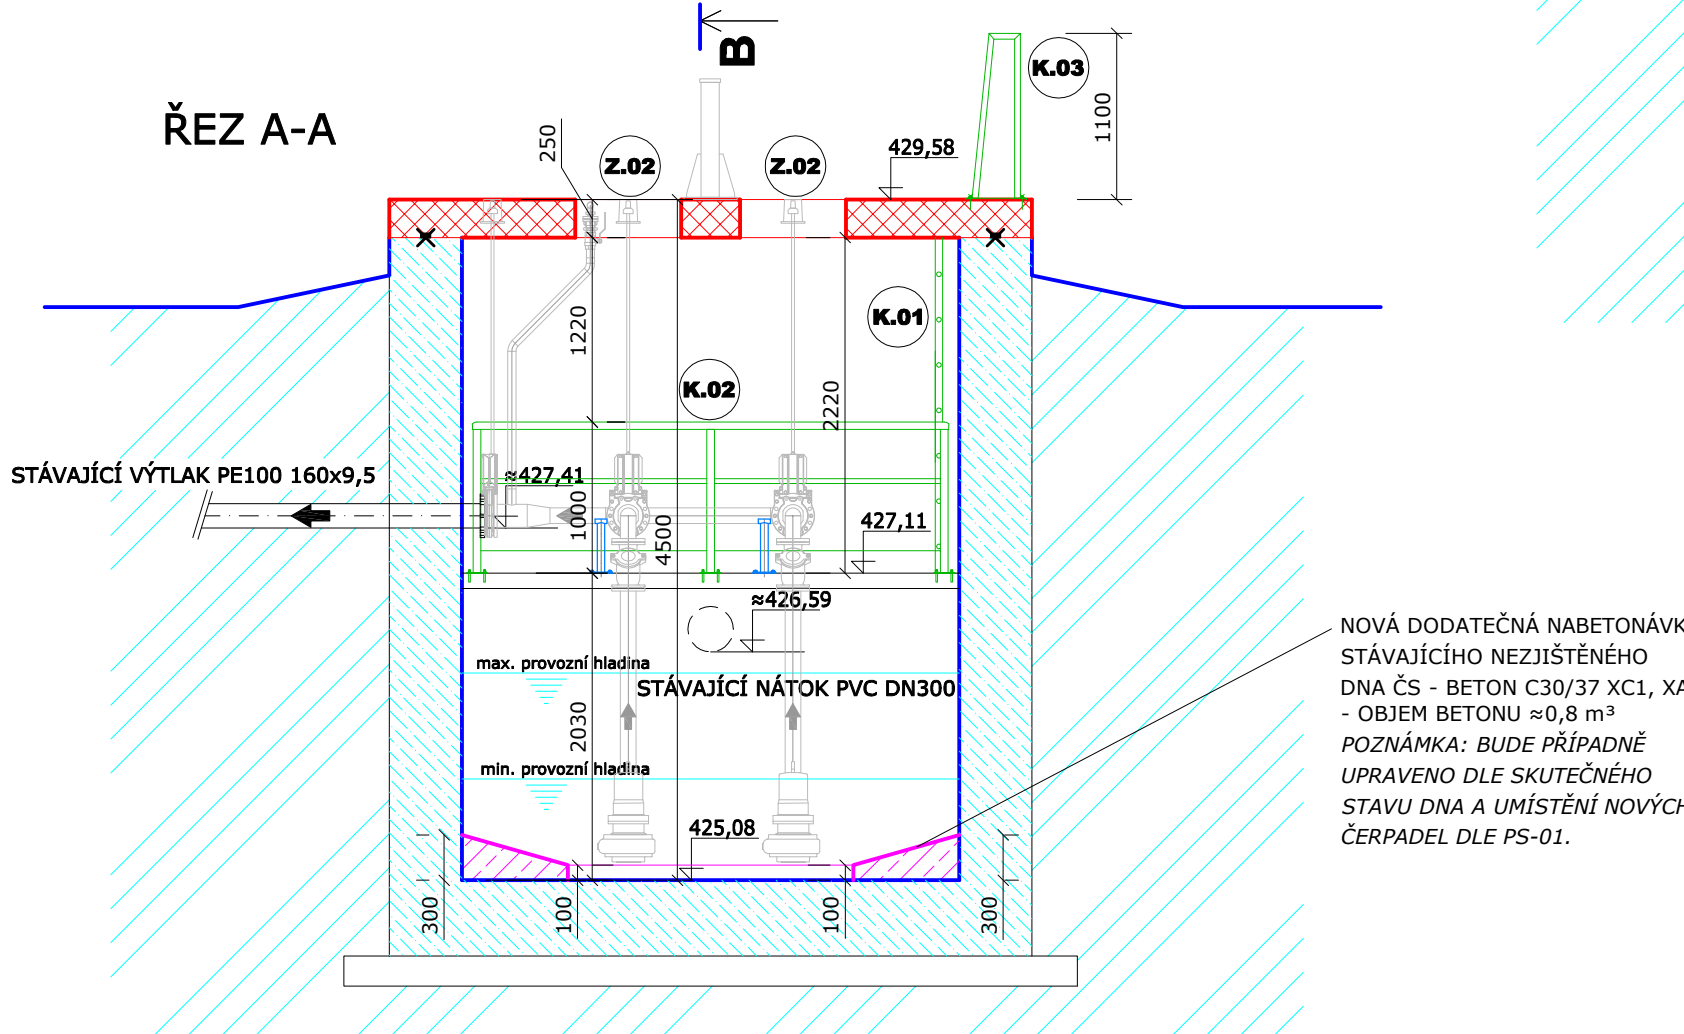 B
K.03
1100
ŘEZ A-A
250
Z.02
Z.02
429,58
K.01
1220
K.02
2220
STÁVAJÍCÍ VÝTLAK PE100 160x9,5
≈427,41
1000
4500
427,11
≈426,59
max. provozní hladina
STÁVAJÍCÍ NÁTOK PVC DN300
2030
min. provozní hladina
425,08
300
100
100
300
NOVÁ DODATEČNÁ NABETONÁVK
STÁVAJÍCÍHO NEZJIŠTĚNÉHO
DNA ČS - BETON C30/37 XC1, XA
- OBJEM BETONU ≈0,8 m³
POZNÁMKA: BUDE PŘÍPADNĚ
UPRAVENO DLE SKUTEČNÉHO
STAVU DNA A UMÍSTĚNÍ NOVÝCH
ČERPADEL DLE PS-01.